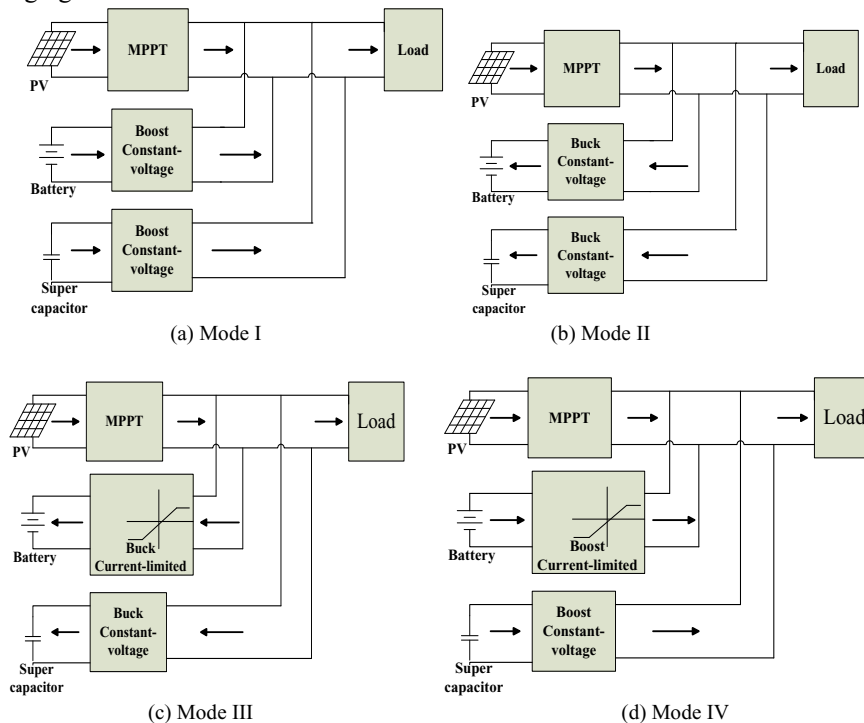 MPPT
Load
PV
Boost
Constant-
voltage
Battery
Boost
Constant-
voltage
Super
capacitor
(a) Mode I
MPPT
Load
PV
Buck
Constant-
voltage
Battery
Buck
Constant-
voltage
Super
capacitor
(b) Mode II
MPPT
Load
PV
Buck
Current-limited
Battery
Buck
Constant-
voltage
Super
capacitor
(c) Mode III
MPPT
Load
PV
Boost
Current-limited
Battery
Boost
Constant-
voltage
Super
capacitor
(d) Mode IV